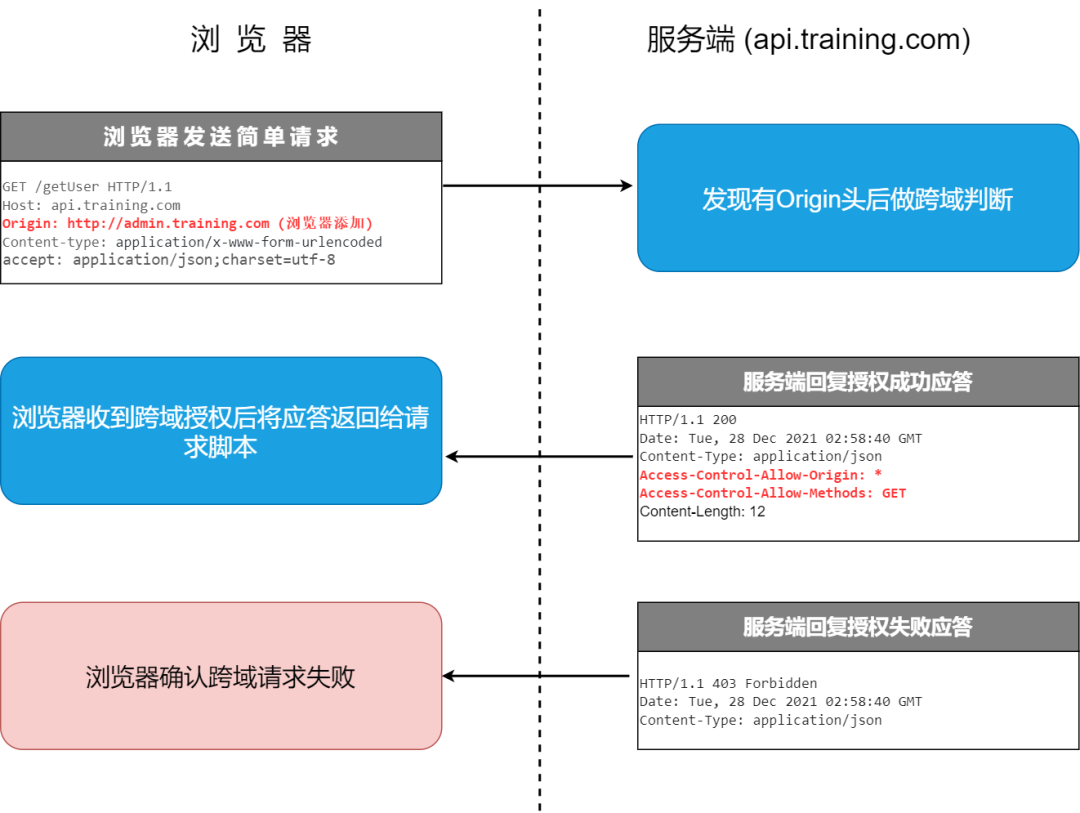 浏 览 器
服务端 (api.training.com)
浏览器发送简单请求
GET /getUser HTTP/1.1
Host: api.training.com
Origin: http://admin.training.com (浏览器添加)
Content-type: application/x-www-form-urlencoded
accept: application/json;charset=utf-8
发现有Origin头后做跨域判断
浏览器收到跨域授权后将应答返回给请
求脚本
服务端回复授权成功应答
HTTP/1.1 200
Date: Tue, 28 Dec 2021 02:58:40 GMT
Content-Type: application/json
Access-Control-Allow-Origin: *
Access-Control-Allow-Methods: GET
Content-Length: 12
浏览器确认跨域请求失败
服务端回复授权失败应答
HTTP/1.1 403 Forbidden
Date: Tue, 28 Dec 2021 02:58:40 GMT
Content-Type: application/json